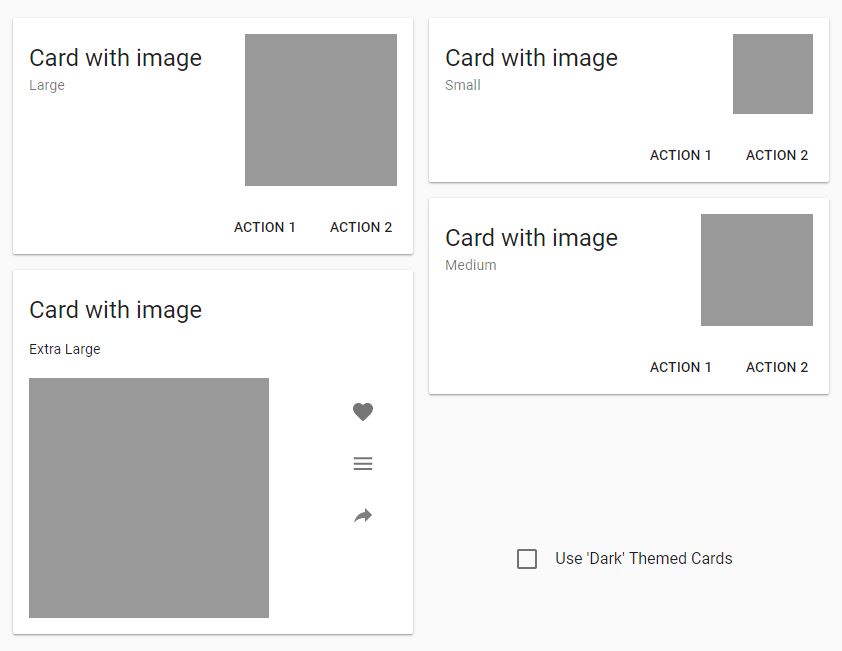 Card with image
Large
ACTION 1 ACTION 2
Card with image
Extra Large
Card with image
Small
ACTION 1 ACTION 2
Card with image
Medium
ACTION 1 ACTION 2
Use 'Dark' Themed Cards